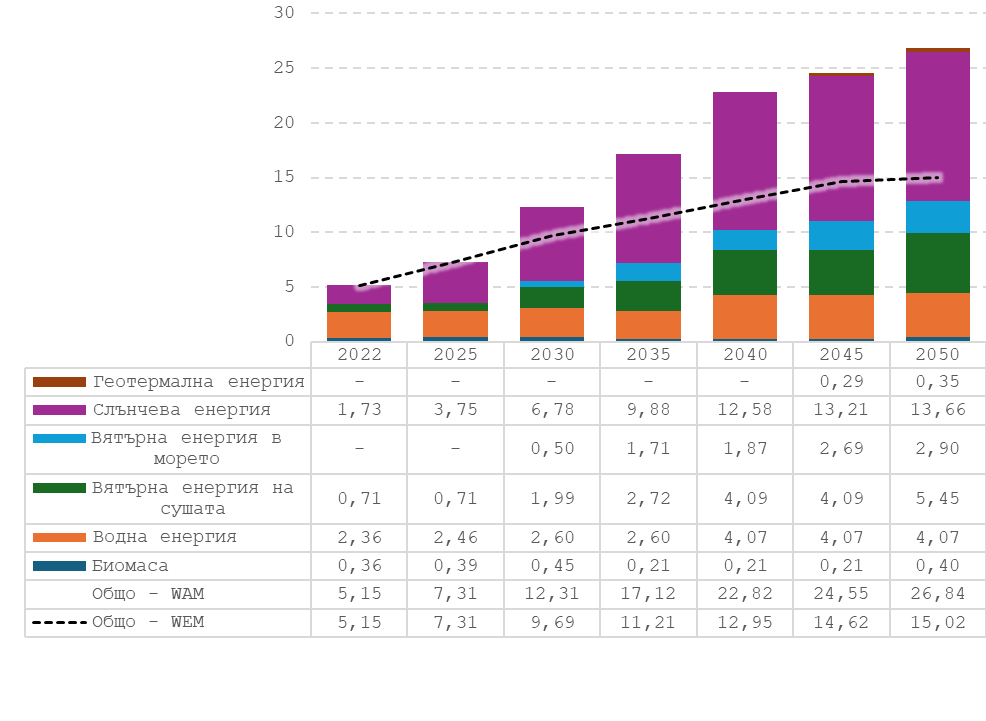 30
25
20
15
10
5
0
2022 2025 2030 2035 2040 2045 2050
Геотермална енергия - - - - - 0,29 0,35
Слънчева енергия 1,73 3,75 6,78 9,88 12,58 13,21 13,66
Вятърна енергия в
морето - - 0,50 1,71 1,87 2,69 2,90
Вятърна енергия на
сушата 0,71 0,71 1,99 2,72 4,09 4,09 5,45
Водна енергия 2,36 2,46 2,60 2,60 4,07 4,07 4,07
Биомаса 0,36 0,39 0,45 0,21 0,21 0,21 0,40
Общо - WAM 5,15 7,31 12,31 17,12 22,82 24,55 26,84
Общо - WEM 5,15 7,31 9,69 11,21 12,95 14,62 15,02